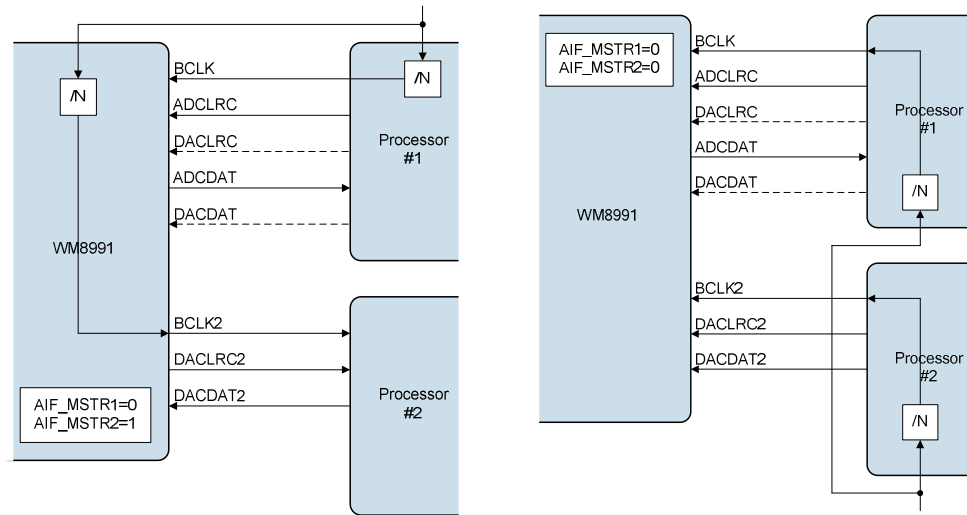 /N
/N
BCLK
ADCLRC
DACLRC
ADCDAT
DACDAT
Processor
#1
WM8991
BCLK2
DACLRC2
DACDAT2
Processor
#2
AIF_MSTR1=0
AIF_MSTR2=1
AIF_MSTR1=0
AIF_MSTR2=0
BCLK
ADCLRC
DACLRC
ADCDAT
DACDAT
Processor
#1
/N
WM8991
BCLK2
DACLRC2
DACDAT2
Processor
#2
/N